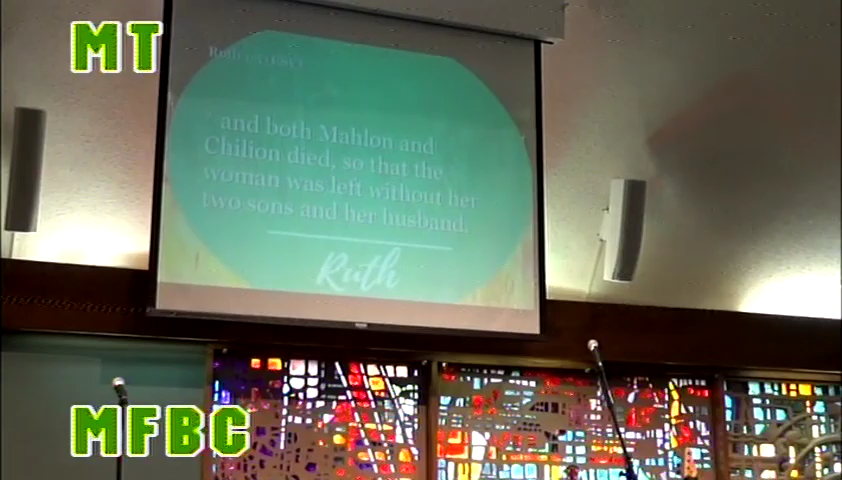 MT
and both Mahlon and
Chilion died, so that the
woman was left without her
two sons and her husband.
Ruth
MFBC